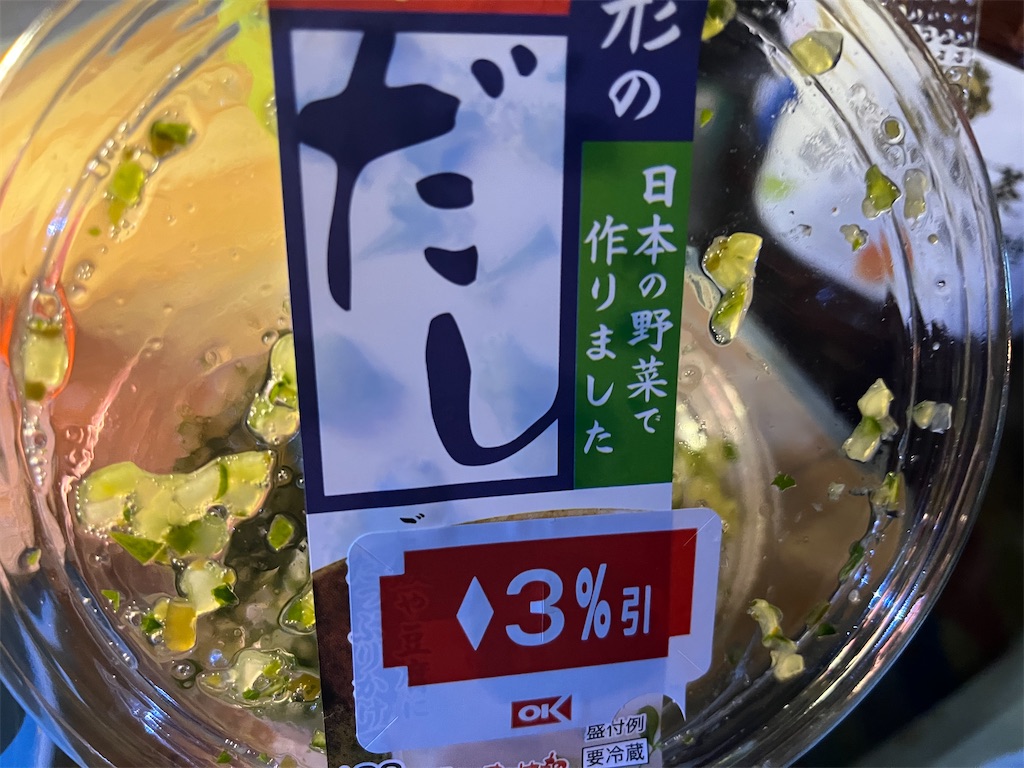 形の
だし
日本の野菜で
作りました
3%引
OK
盛付例
要冷蔵